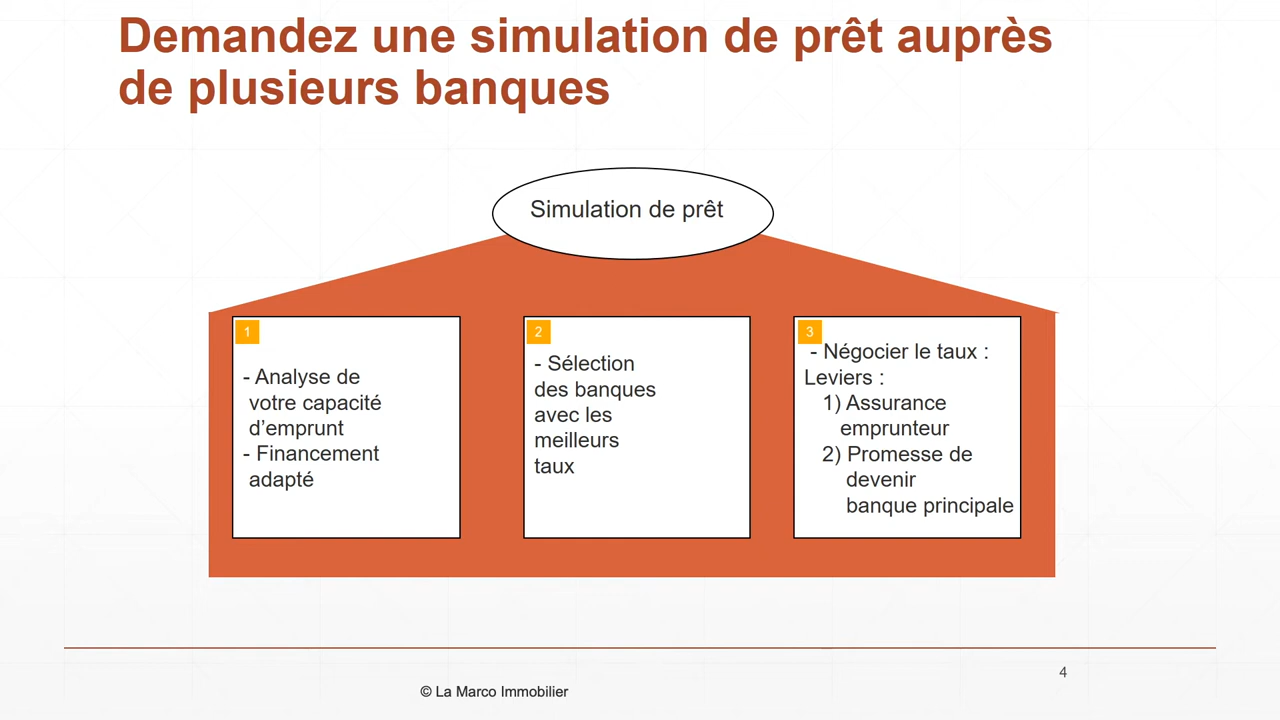 Demandez une simulation de prêt auprès
de plusieurs banques
Simulation de prêt
1
- Analyse de
votre capacité
d’emprunt
- Financement
adapté
2
- Sélection
des banques
avec les
meilleurs
taux
3
- Négocier le taux :
Leviers :
1) Assurance
emprunteur
2) Promesse de
devenir
banque principale
4
© La Marco Immobilier